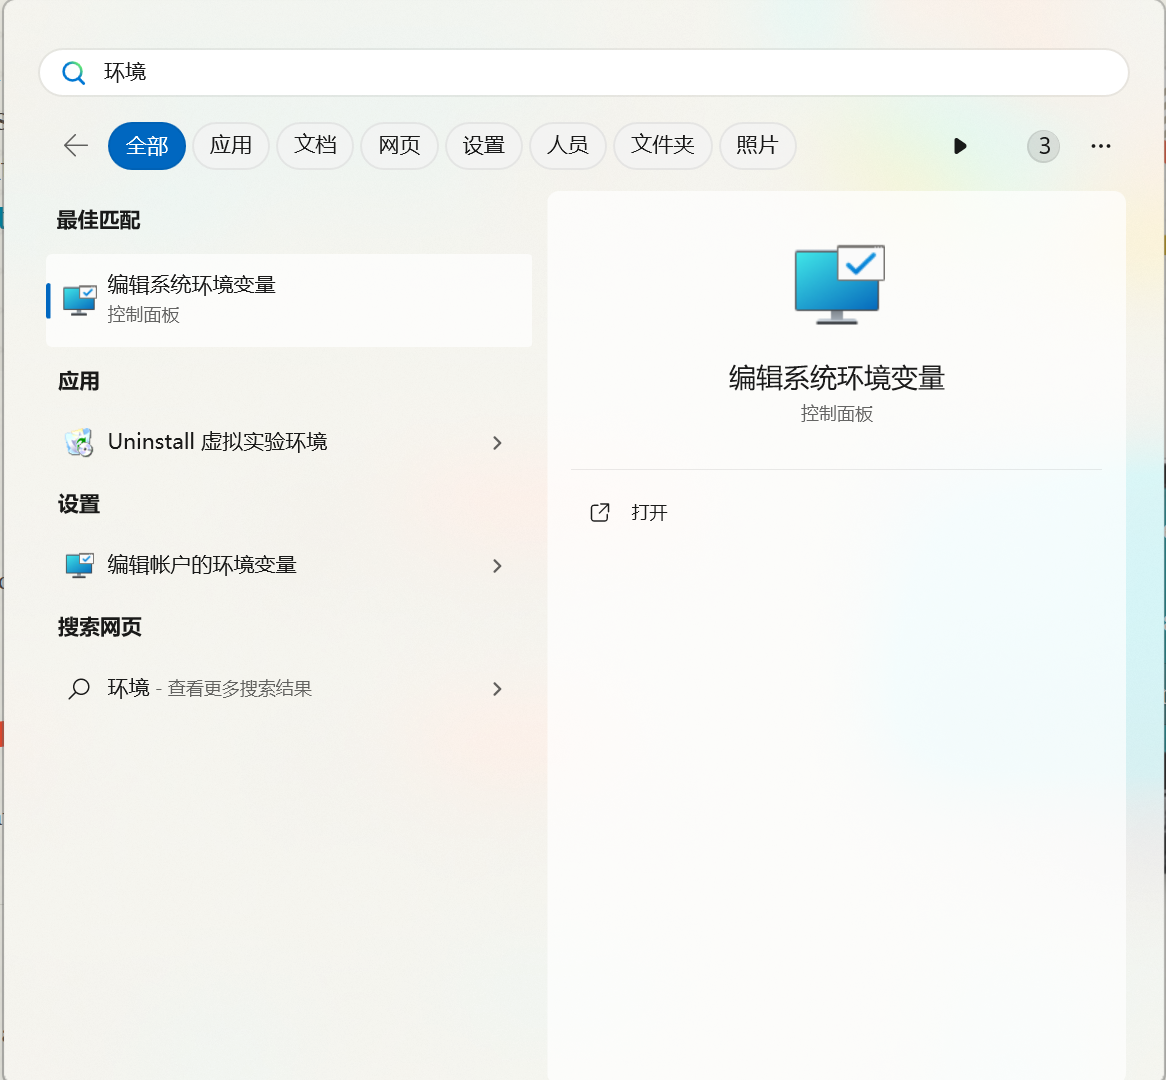 环境
全部 应用 文档 网页 设置 人员 文件夹 照片 3
最佳匹配
编辑系统环境变量
控制面板
应用
Uninstall 虚拟实验环境
设置
编辑帐户的环境变量
搜索网页
环境 - 查看更多搜索结果
编辑系统环境变量
控制面板
打开